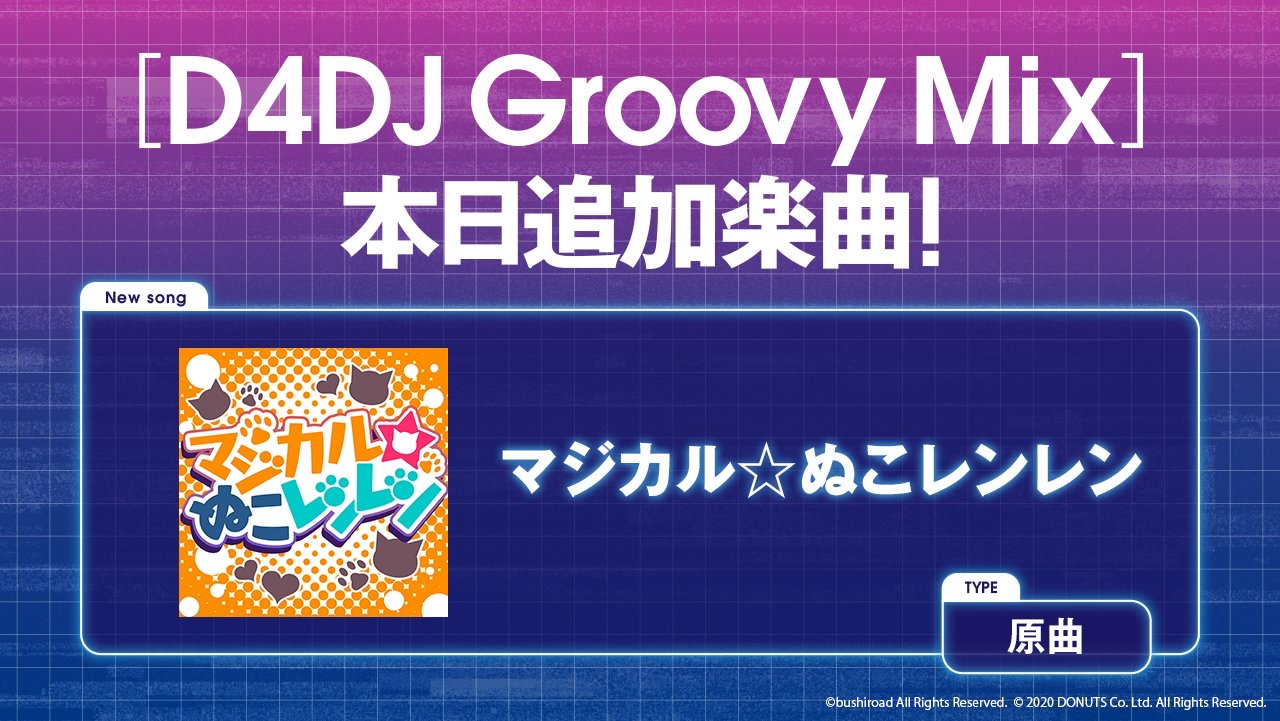 [D4DJ Groovy Mix]
本日追加楽曲!
New song
マジカル☆
ぬこレンレン
マジカル☆ぬこレンレン
TYPE
原曲
©bushiroad All Rights Reserved. © 2020 DONUTS Co. Ltd. All Rights Reserved.